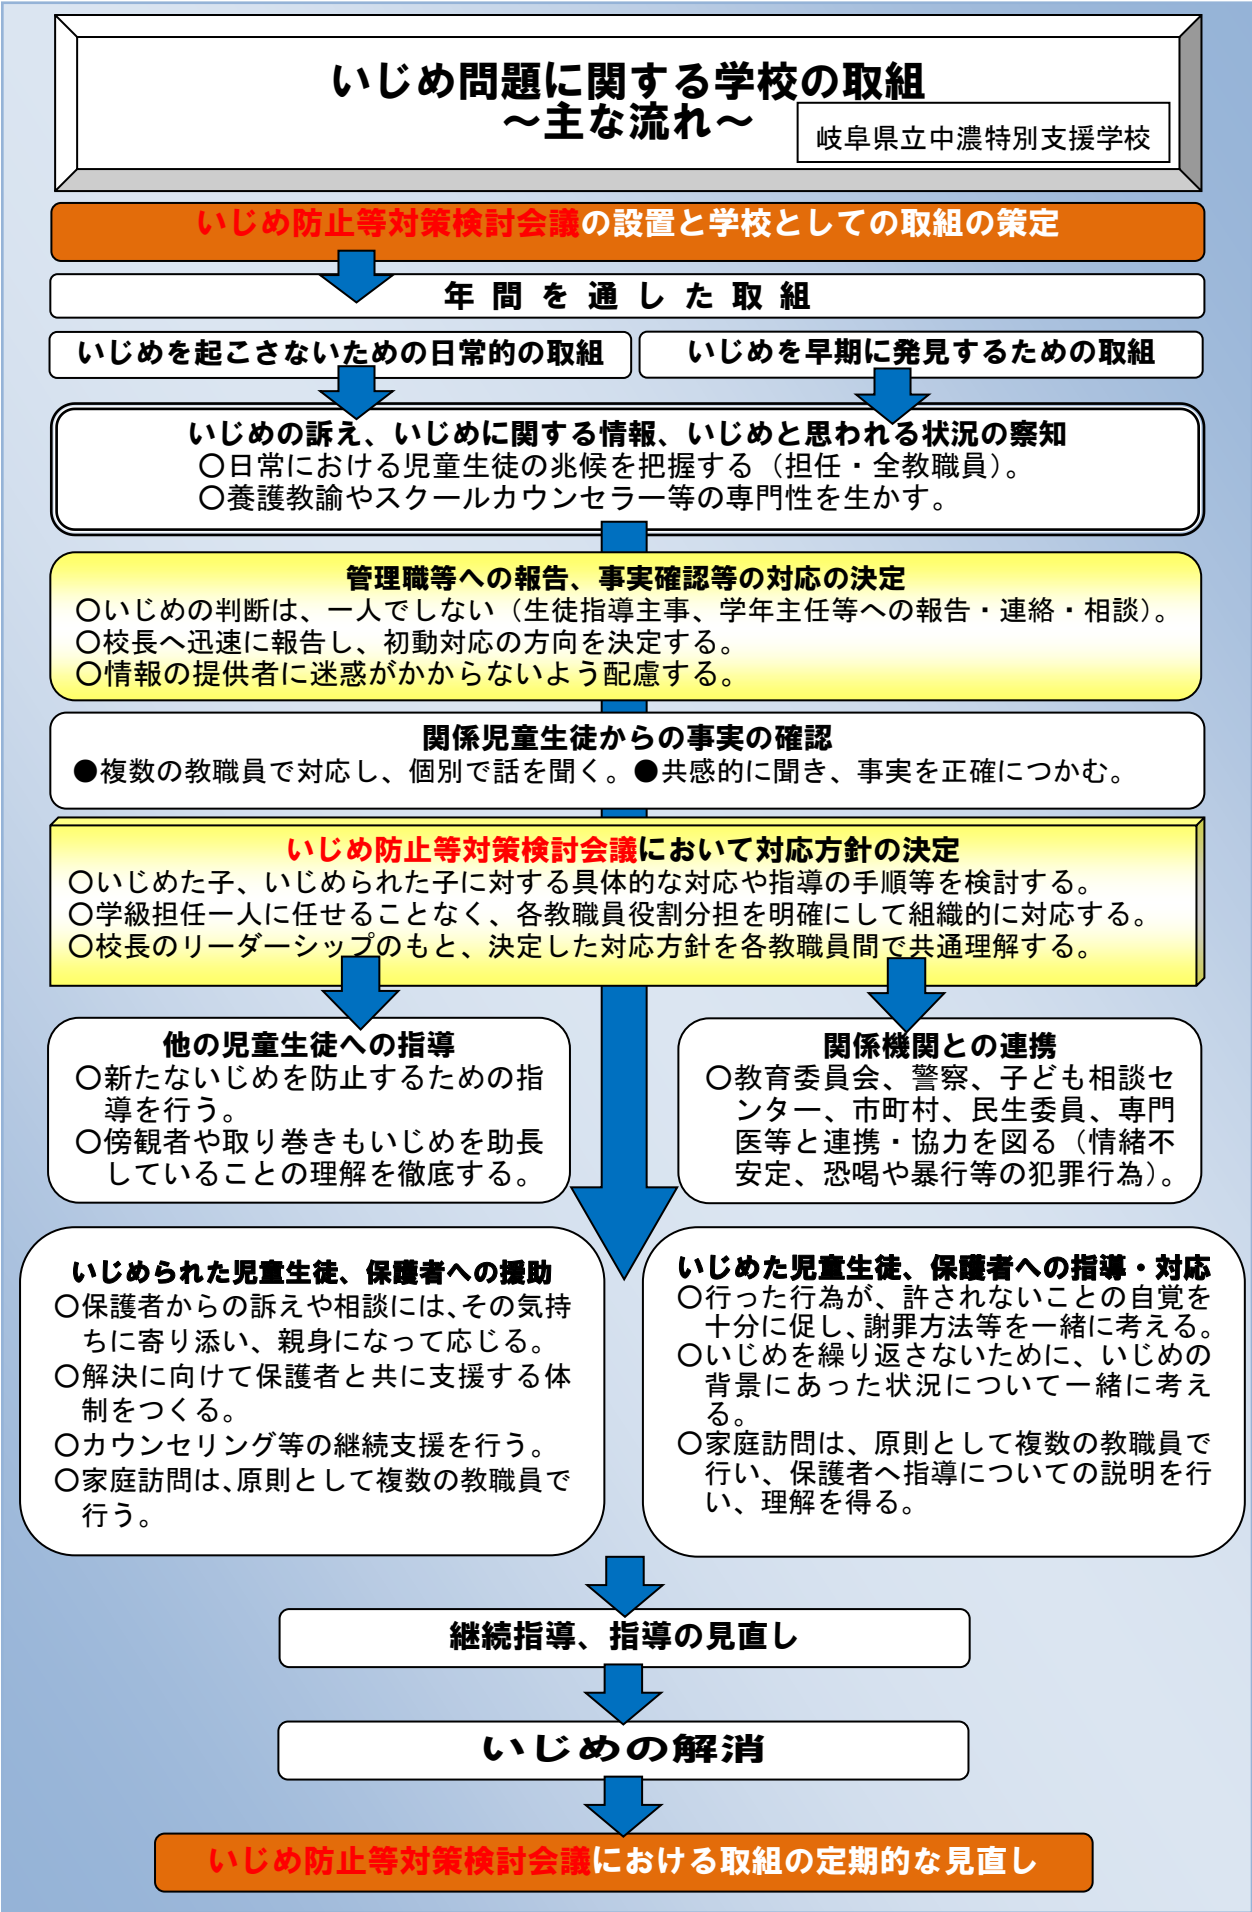 いじめ問題に関する学校の取組
～主な流れ～
岐阜県立中濃特別支援学校
いじめ防止等対策検討会議の設置と学校としての取組の策定
年間を通した取組
いじめを起こさないための日常的の取組
いじめを早期に発見するための取組
いじめの訴え、いじめに関する情報、いじめと思われる状況の察知
○日常における児童生徒の兆候を把握する（担任・全教職員）。
○養護教諭やスクールカウンセラー等の専門性を生かす。
管理職等への報告、事実確認等の対応の決定
○いじめの判断は、一人でしない（生徒指導主事、学年主任等への報告・連絡・相談）。
○校長へ迅速に報告し、初動対応の方向を決定する。
○情報の提供者に迷惑がかからないよう配慮する。
関係児童生徒からの事実の確認
●複数の教職員で対応し、個別で話を聞く。●共感的に聞き、事実を正確につかむ。
いじめ防止等対策検討会議において対応方針の決定
○いじめた子、いじめられた子に対する具体的な対応や指導の手順等を検討する。
○学級担任一人に任せることなく、各教職員役割分担を明確にして組織的に対応する。
○校長のリーダーシップのもと、決定した対応方針を各教職員間で共通理解する。
他の児童生徒への指導
○新たないじめを防止するための指
導を行う。
○傍観者や取り巻きもいじめを助長
していることの理解を徹底する。
関係機関との連携
○教育委員会、警察、子ども相談セ
ンター、市町村、民生委員、専門
医等と連携・協力を図る（情緒不
安定、恐喝や暴行等の犯罪行為）。
いじめられた児童生徒、保護者への援助
○保護者からの訴えや相談には、その気持
ちに寄り添い、親身になって応じる。
○解決に向けて保護者と共に支援する体
制をつくる。
○カウンセリング等の継続支援を行う。
○家庭訪問は、原則として複数の教職員で
行う。
いじめた児童生徒、保護者への指導・対応
○行った行為が、許されないことの自覚を
十分に促し、謝罪方法等を一緒に考える。
○いじめを繰り返さないために、いじめの
背景にあった状況について一緒に考え
る。
○家庭訪問は、原則として複数の教職員で
行い、保護者へ指導についての説明を行
い、理解を得る。
継続指導、指導の見直し
いじめの解消
いじめ防止等対策検討会議における取組の定期的な見直し